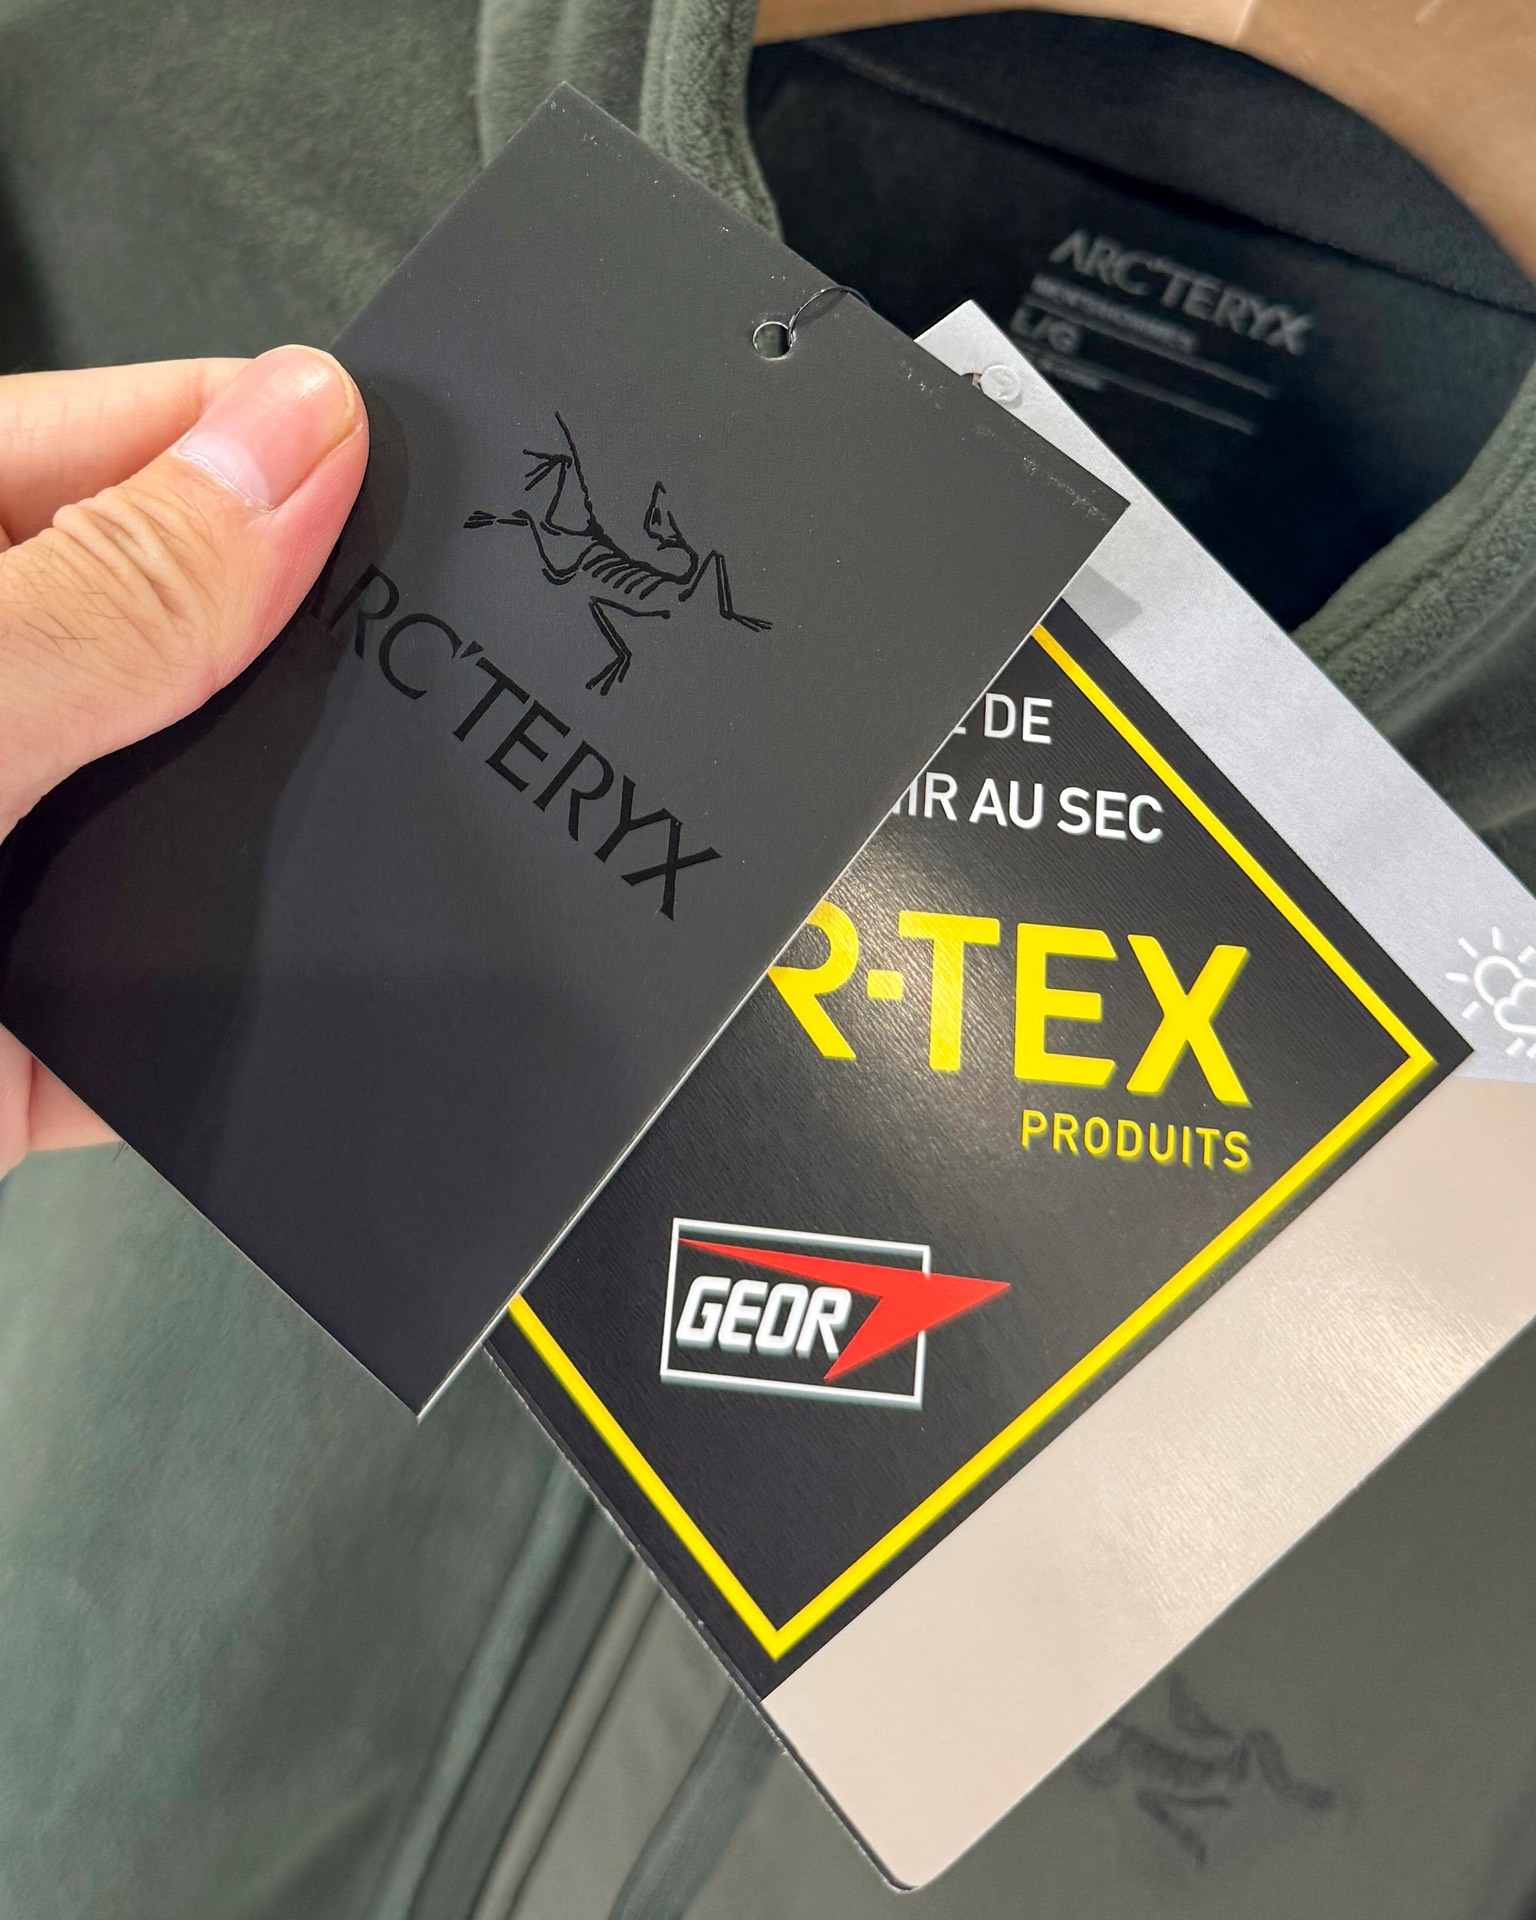 ARC'TERYX
L/G
ARC'TERYX
DE
IR AU SEC
R-TEX
PRODUITS
GEOR